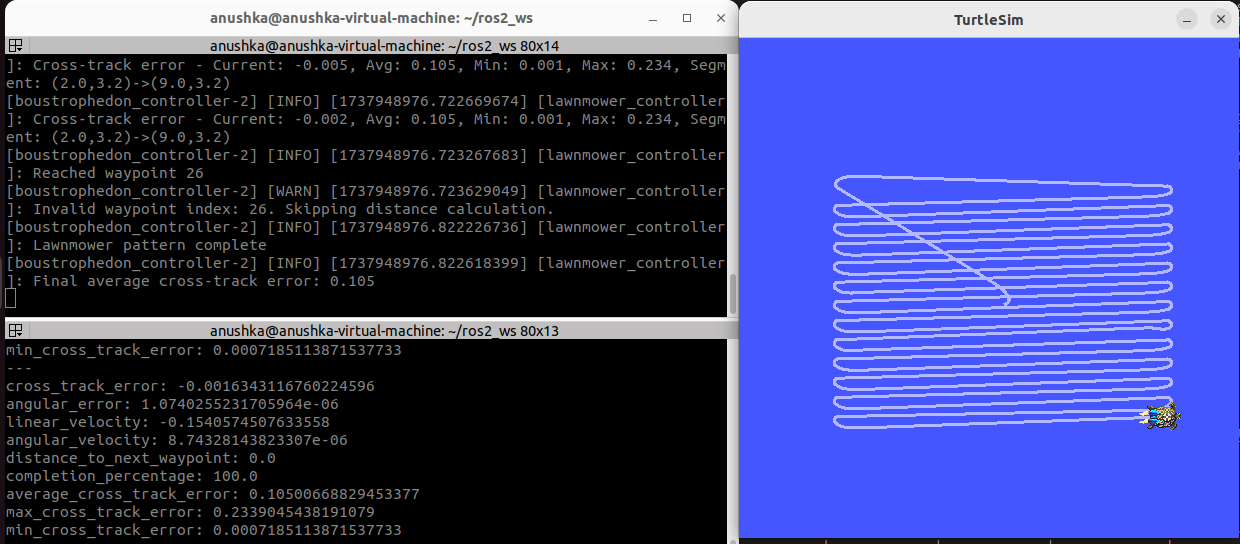 anushka@anushka-virtual-machine: ~/ros2_ws
anushka@anushka-virtual-machine: ~/ros2_ws 80x14
]: Cross-track error - Current: -0.005, Avg: 0.105, Min: 0.001, Max: 0.234, Segm
ent: (2.0,3.2)->(9.0,3.2)
[boustrophedon_controller-2] [INFO] [1737948976.722669674] [lawnmower_controller
]: Cross-track error - Current: -0.002, Avg: 0.105, Min: 0.001, Max: 0.234, Segm
ent: (2.0,3.2)->(9.0,3.2)
[boustrophedon_controller-2] [INFO] [1737948976.723267683] [lawnmower_controller
]: Reached waypoint 26
[boustrophedon_controller-2] [WARN] [1737948976.723629049] [lawnmower_controller
]: Invalid waypoint index: 26. Skipping distance calculation.
[boustrophedon_controller-2] [INFO] [1737948976.822226736] [lawnmower_controller
]: Lawnmower pattern complete
[boustrophedon_controller-2] [INFO] [1737948976.822618399] [lawnmower_controller
]: Final average cross-track error: 0.105
anushka@anushka-virtual-machine: ~/ros2_ws 80x13
min_cross_track_error: 0.0007185113871537733
---
cross_track_error: -0.0016343116760224596
angular_error: 1.0740255231705964e-06
linear_velocity: -0.1540574507633558
angular_velocity: 8.74328143823307e-06
distance_to_next_waypoint: 0.0
completion_percentage: 100.0
average_cross_track_error: 0.10500668829453377
max_cross_track_error: 0.2339045438191079
min_cross_track_error: 0.0007185113871537733
TurtleSim